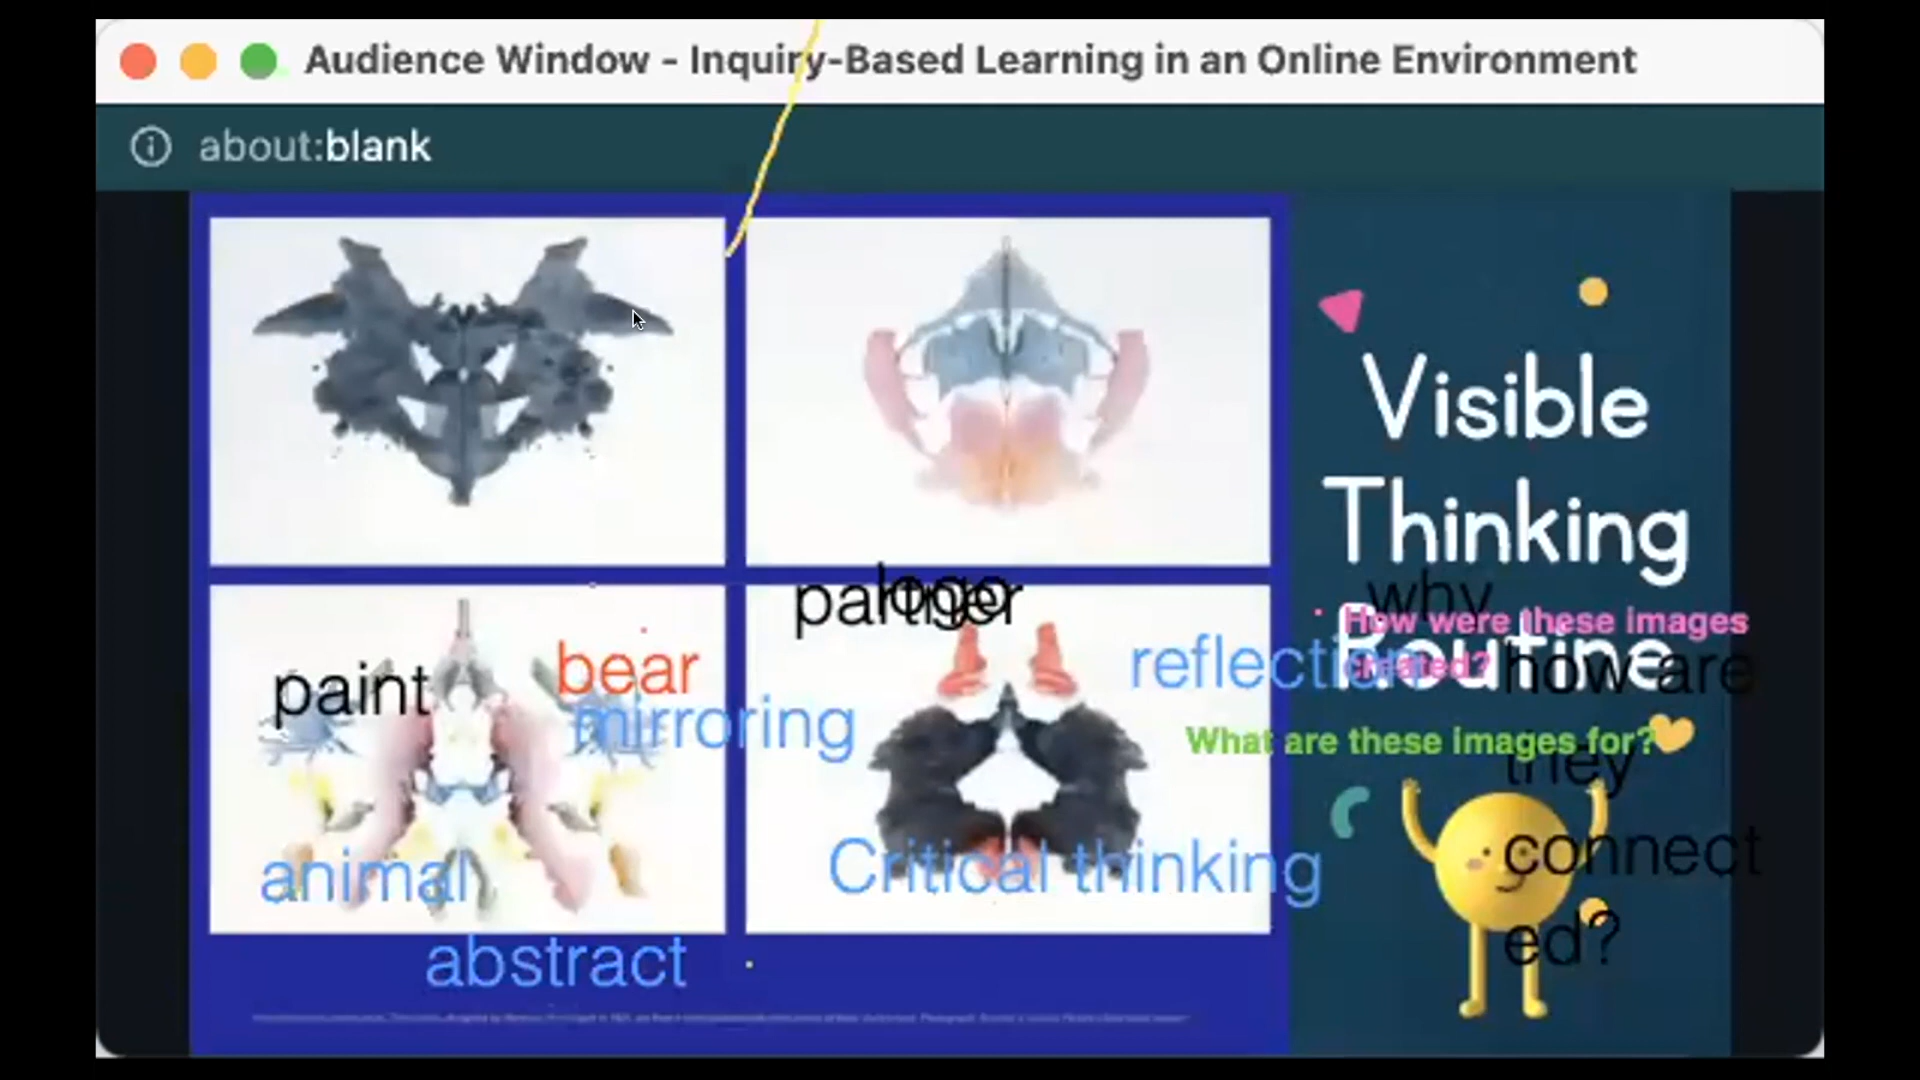 Audience Window - Inquiry-Based Learning in an Online Environment
about:blank
Visible
Thinking
Routine
logo
partner
why
How were these images
created?
how are
they
connect
ed?
paint
bear
mirroring
reflection
What are these images for?
animal
Critical thinking
abstract